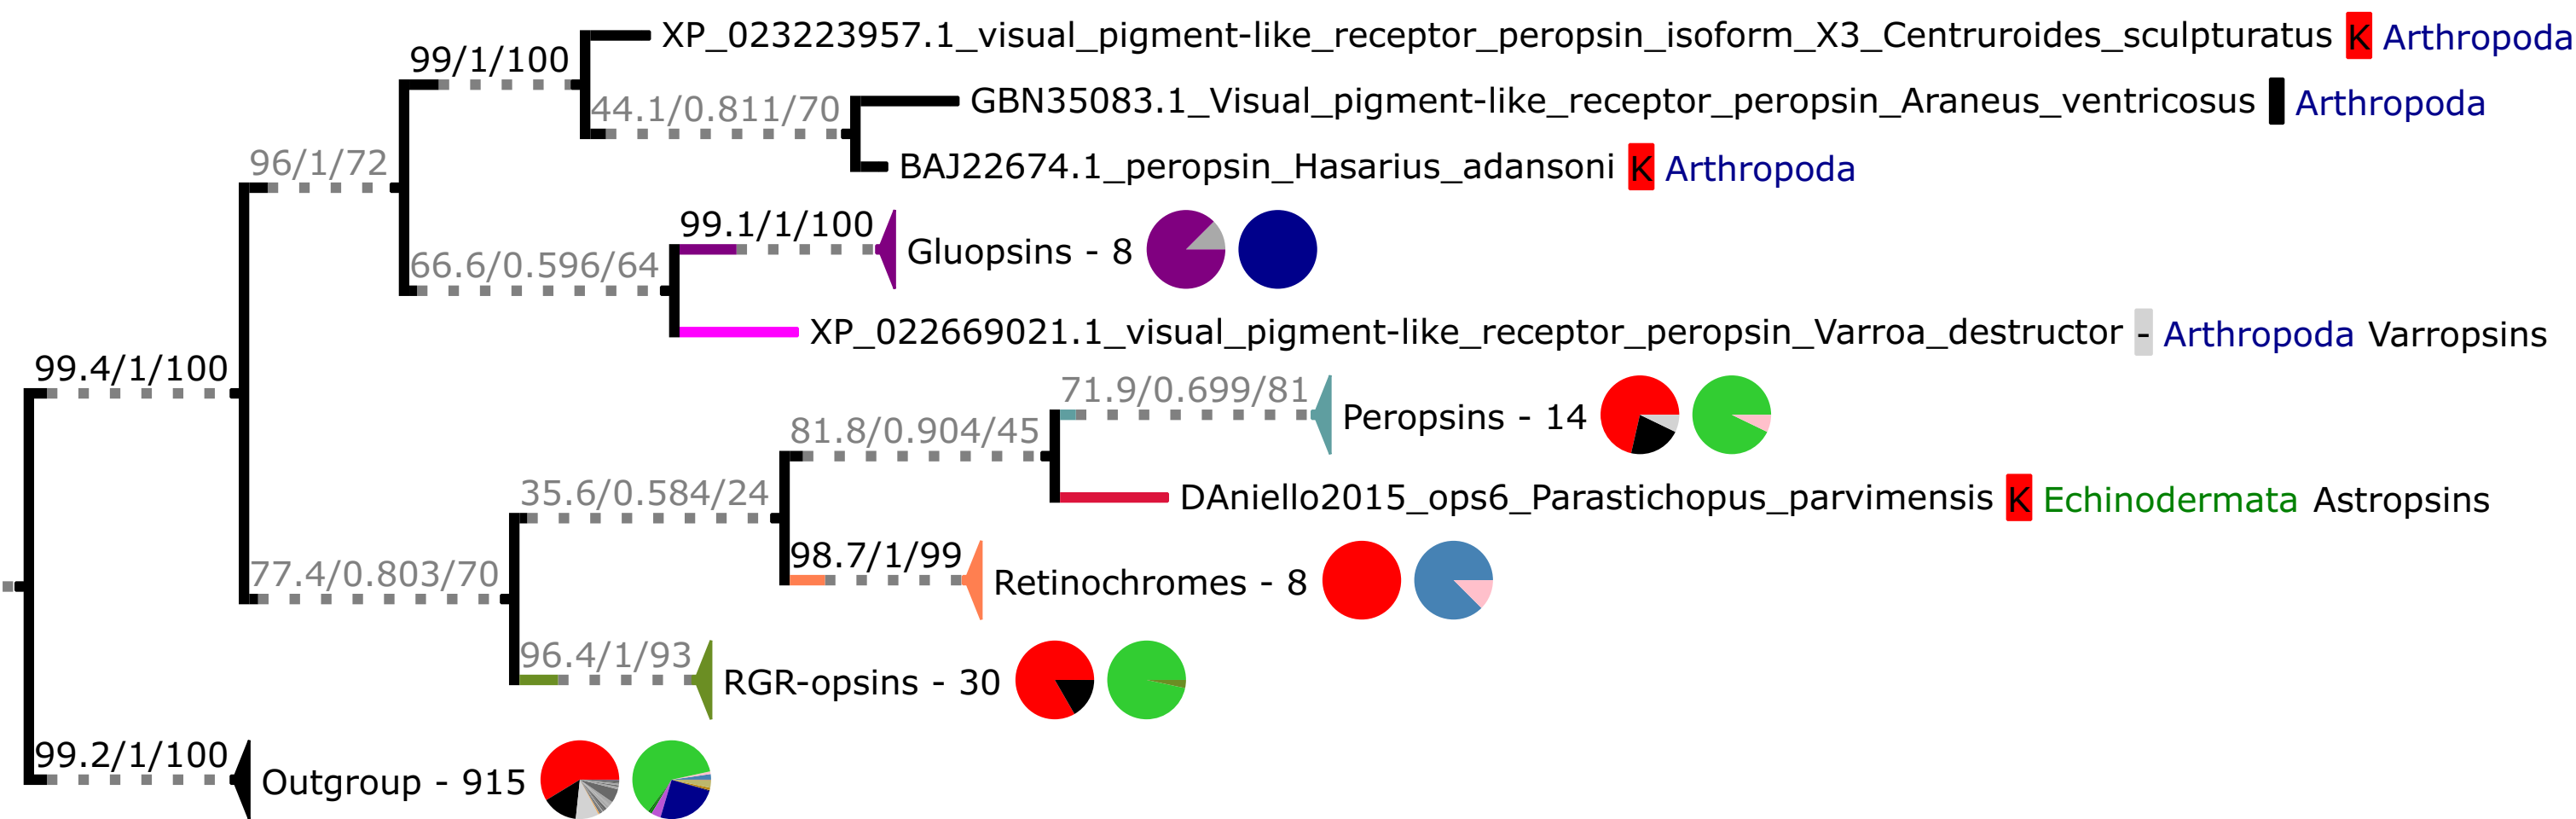 XP_023223957.1_visual_pigment-like_receptor_peropsin_isoform_X3_Centruroides_sculpturatus K Arthropoda
99/1/100
GBN35083.1_Visual_pigment-like_receptor_peropsin_Araneus_ventricosus Arthropoda
44.1/0.811/70
BAJ22674.1_peropsin_Hasarius_adansoni K Arthropoda
96/1/72
99.1/1/100
Gluopsins - 8
66.6/0.596/64
XP_022669021.1_visual_pigment-like_receptor_peropsin_Varroa_destructor - Arthropoda Varropsins
99.4/1/100
71.9/0.699/81
Peropsins - 14
81.8/0.904/45
DAniello2015_ops6_Parastichopus_parvimensis K Echinodermata Astropsins
35.6/0.584/24
98.7/1/99
Retinochromes - 8
77.4/0.803/70
96.4/1/93
RGR-opsins - 30
99.2/1/100
Outgroup - 915